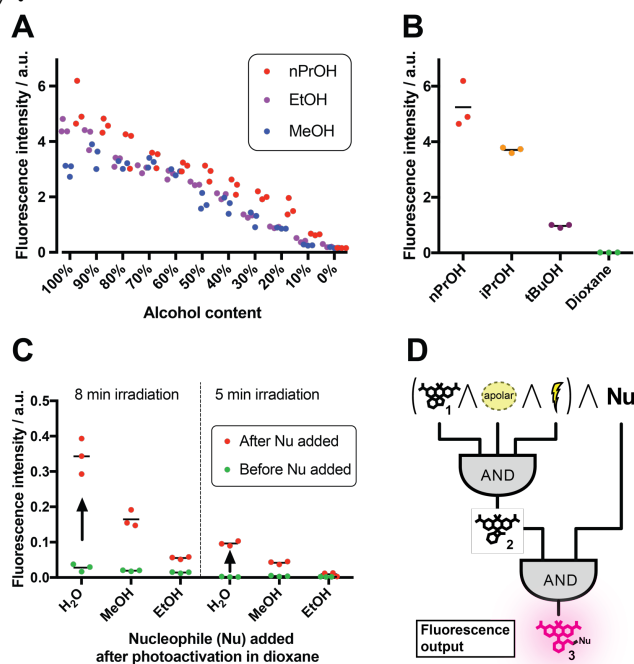 A
Fluorescence intensity / a.u.
6
4
2
0
nPrOH
EtOH
MeOH
100%
90%
80%
70%
60%
50%
40%
30%
20%
10%
0%
Alcohol content
B
Fluorescence intensity / a.u.
6
4
2
0
nPrOH
iPrOH
tBuOH
Dioxane
C
Fluorescence intensity / a.u.
0.5
0.4
0.3
0.2
0.1
0.0
8 min irradiation
5 min irradiation
After Nu added
Before Nu added
H₂O
MeOH
EtOH
H₂O
MeOH
EtOH
Nucleophile (Nu) added
after photoactivation in dioxane
D
( 1 ∧ apolar ∧ ) ∧ Nu
AND
2
AND
Fluorescence
output
Nu
3